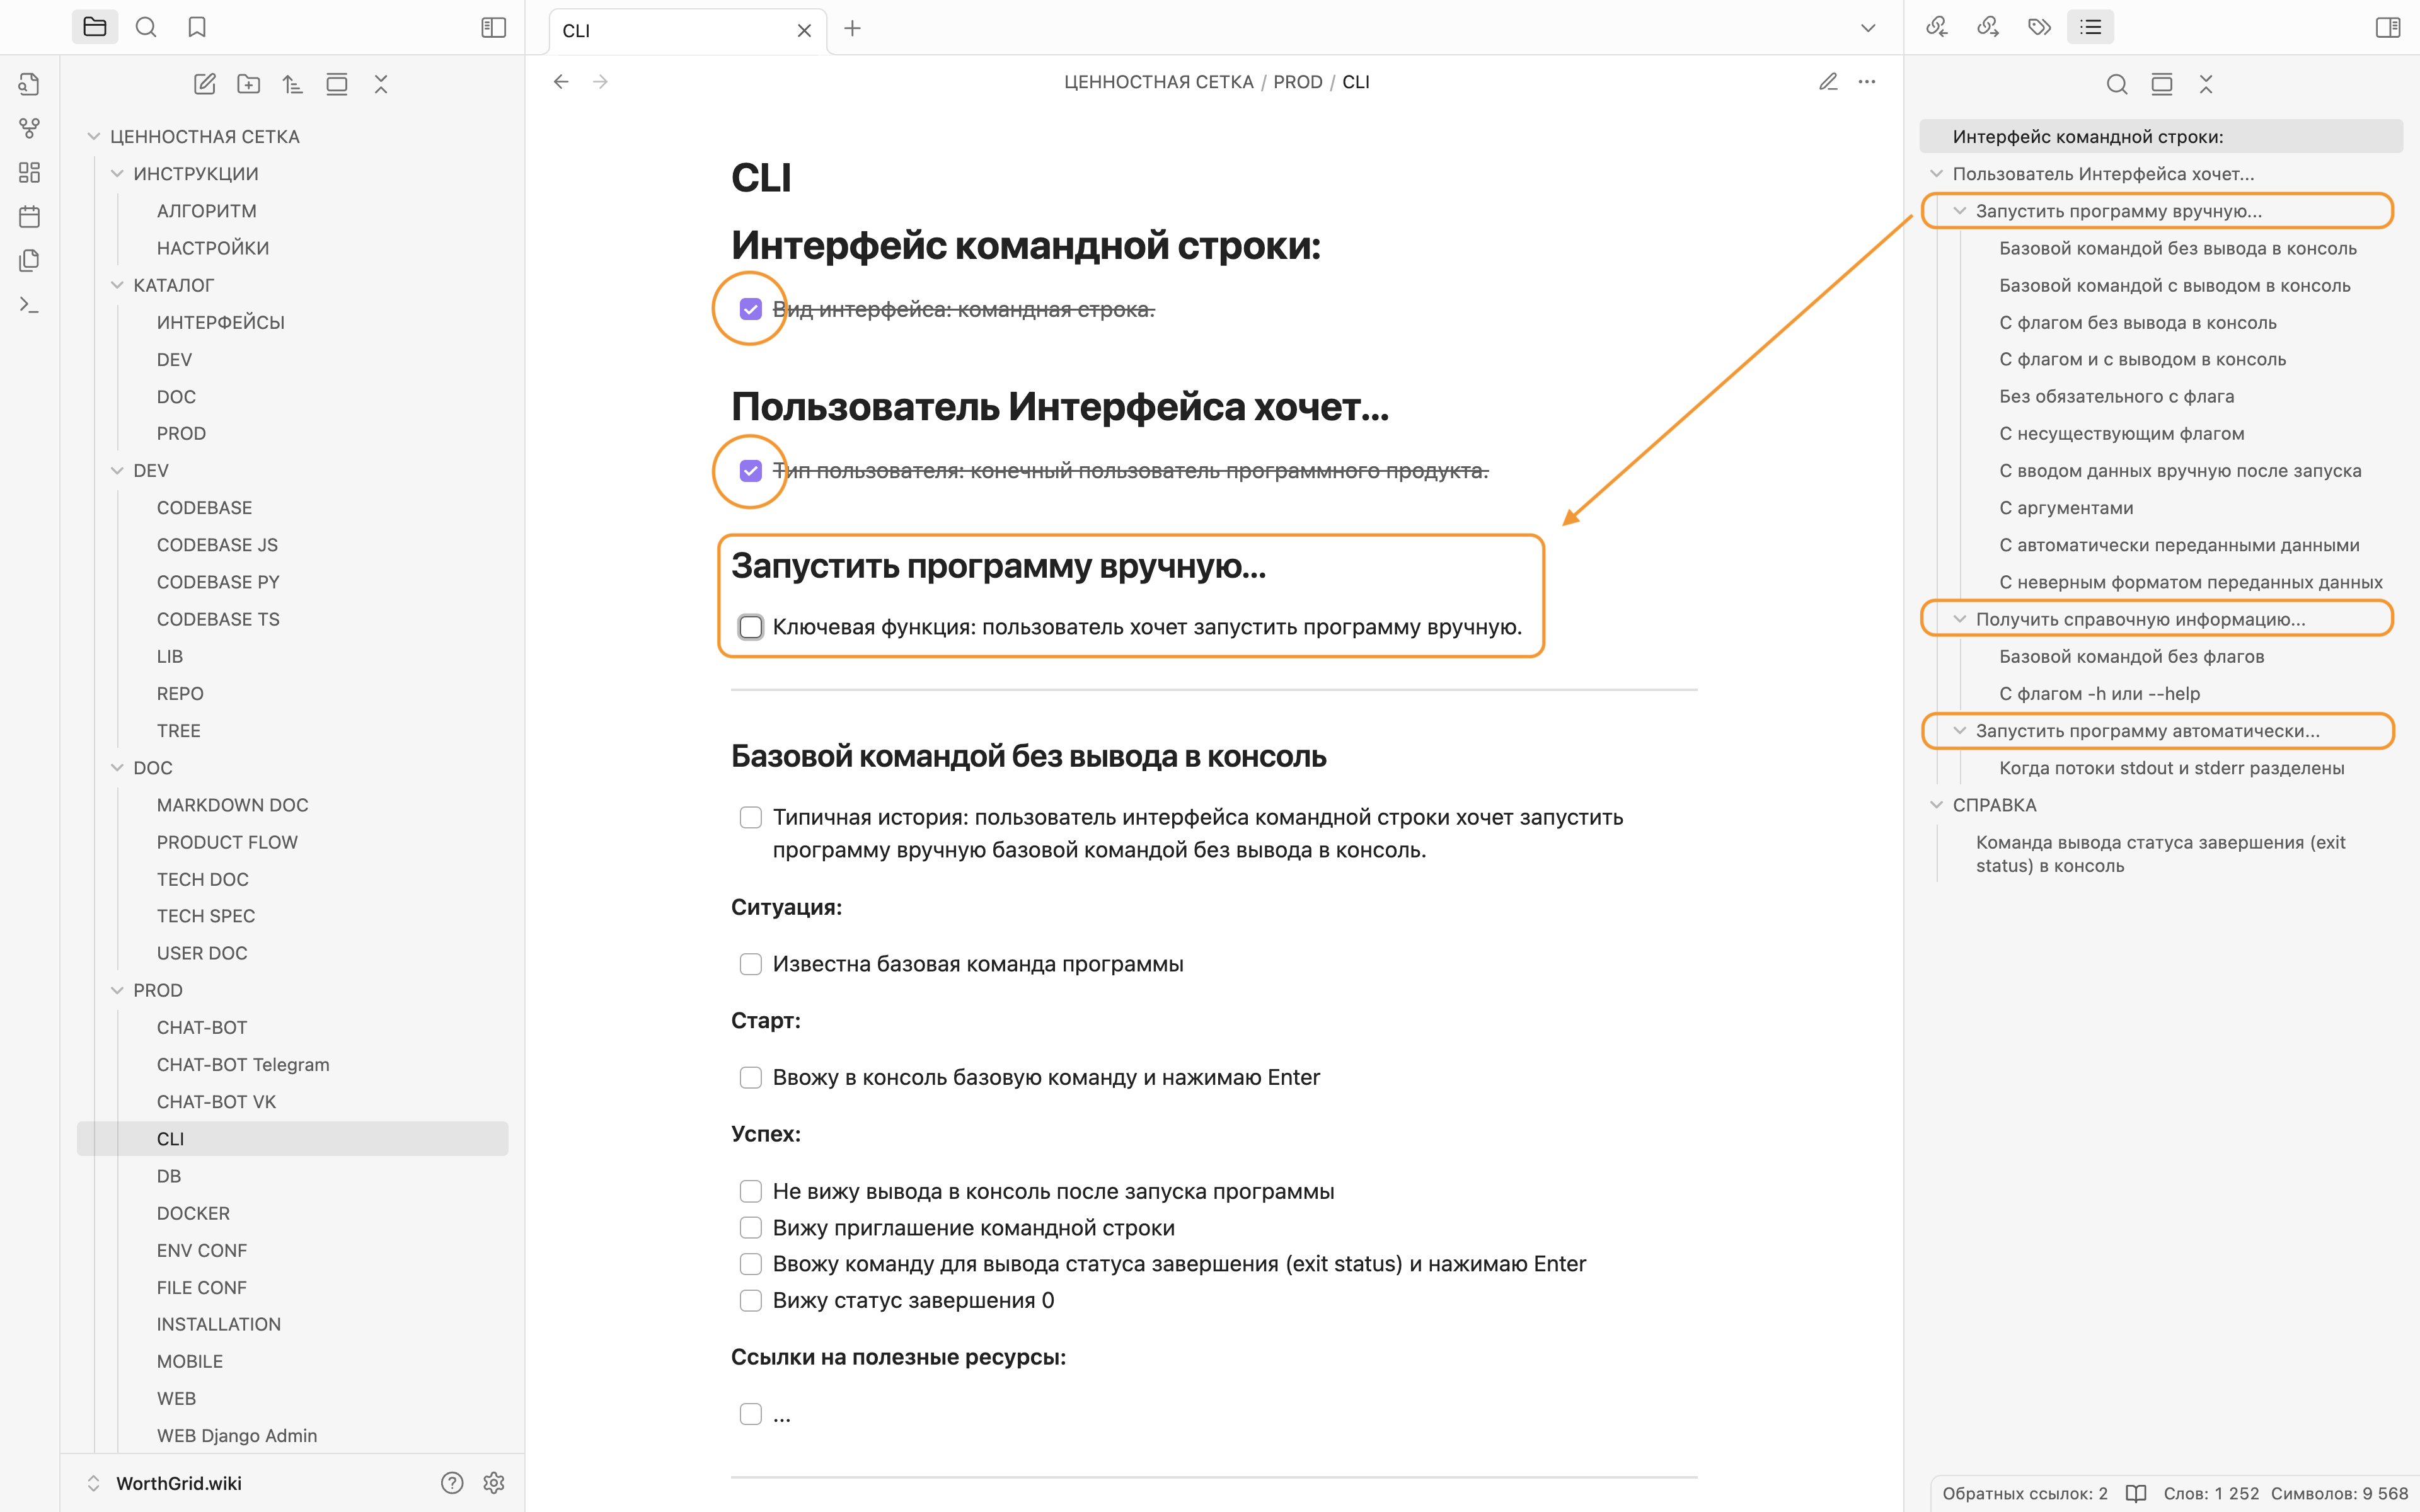 CLI
ЦЕННОСТНАЯ СЕТКА
ИНСТРУКЦИИ
АЛГОРИТМ
НАСТРОЙКИ
КАТАЛОГ
ИНТЕРФЕЙСЫ
DEV
DOC
PROD
DEV
CODEBASE
CODEBASE JS
CODEBASE PY
CODEBASE TS
LIB
REPO
TREE
DOC
MARKDOWN DOC
PRODUCT FLOW
TECH DOC
TECH SPEC
USER DOC
PROD
CHAT-BOT
CHAT-BOT Telegram
CHAT-BOT VK
CLI
DB
DOCKER
ENV CONF
FILE CONF
INSTALLATION
MOBILE
WEB
WEB Django Admin
WorthGrid.wiki
ЦЕННОСТНАЯ СЕТКА / PROD / CLI
CLI
Интерфейс командной строки:
Вид интерфейса: командная строка.
Пользователь Интерфейса хочет...
Тип пользователя: конечный пользователь программного продукта.
Запустить программу вручную...
Ключевая функция: пользователь хочет запустить программу вручную.
Базовой командой без вывода в консоль
Типичная история: пользователь интерфейса командной строки хочет запустить
программу вручную базовой командой без вывода в консоль.
Ситуация:
Известна базовая команда программы
Старт:
Ввожу в консоль базовую команду и нажимаю Enter
Успех:
Не вижу вывода в консоль после запуска программы
Вижу приглашение командной строки
Ввожу команду для вывода статуса завершения (exit status) и нажимаю Enter
Вижу статус завершения 0
Ссылки на полезные ресурсы:
...
Интерфейс командной строки:
Пользователь Интерфейса хочет...
Запустить программу вручную...
Базовой командой без вывода в консоль
Базовой командой с выводом в консоль
С флагом без вывода в консоль
С флагом и с выводом в консоль
Без обязательного с флага
С несуществующим флагом
С вводом данных вручную после запуска
С аргументами
С автоматически переданными данными
С неверным форматом переданных данных
Получить справочную информацию...
Базовой командой без флагов
С флагом -h или --help
Запустить программу автоматически...
Когда потоки stdout и stderr разделены
СПРАВКА
Команда вывода статуса завершения (exit
status) в консоль
Обратных ссылок: 2 Слов: 1 252 Символов: 9 568